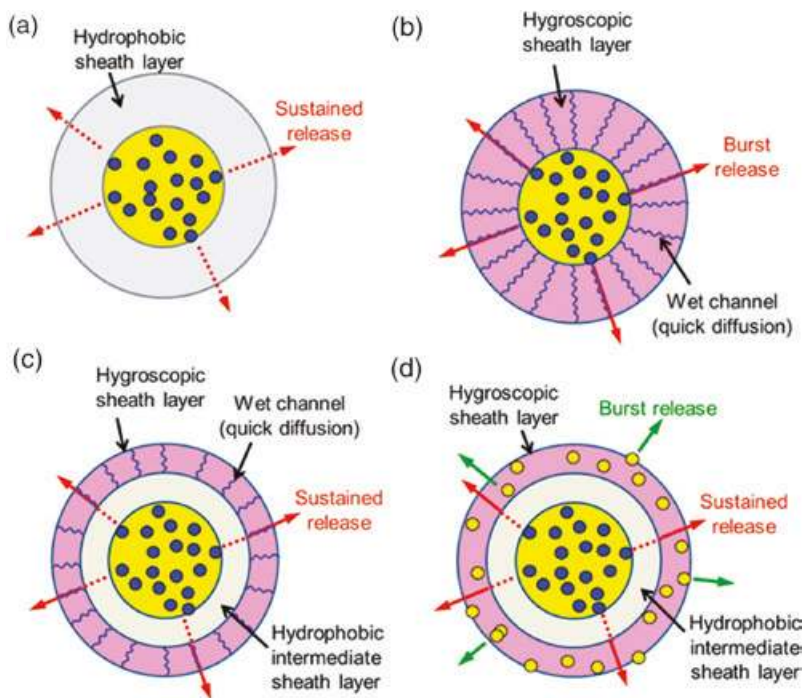 (a)
Hydrophobic
sheath layer
Sustained
release
(b)
Hygroscopic
sheath layer
Burst
release
Wet channel
(quick diffusion)
(c)
Hygroscopic
sheath layer
Wet channel
(quick diffusion)
Sustained
release
Hydrophobic
intermediate
sheath layer
(d)
Hygroscopic
sheath layer
Burst release
Sustained
release
Hydrophobic
intermediate
sheath layer